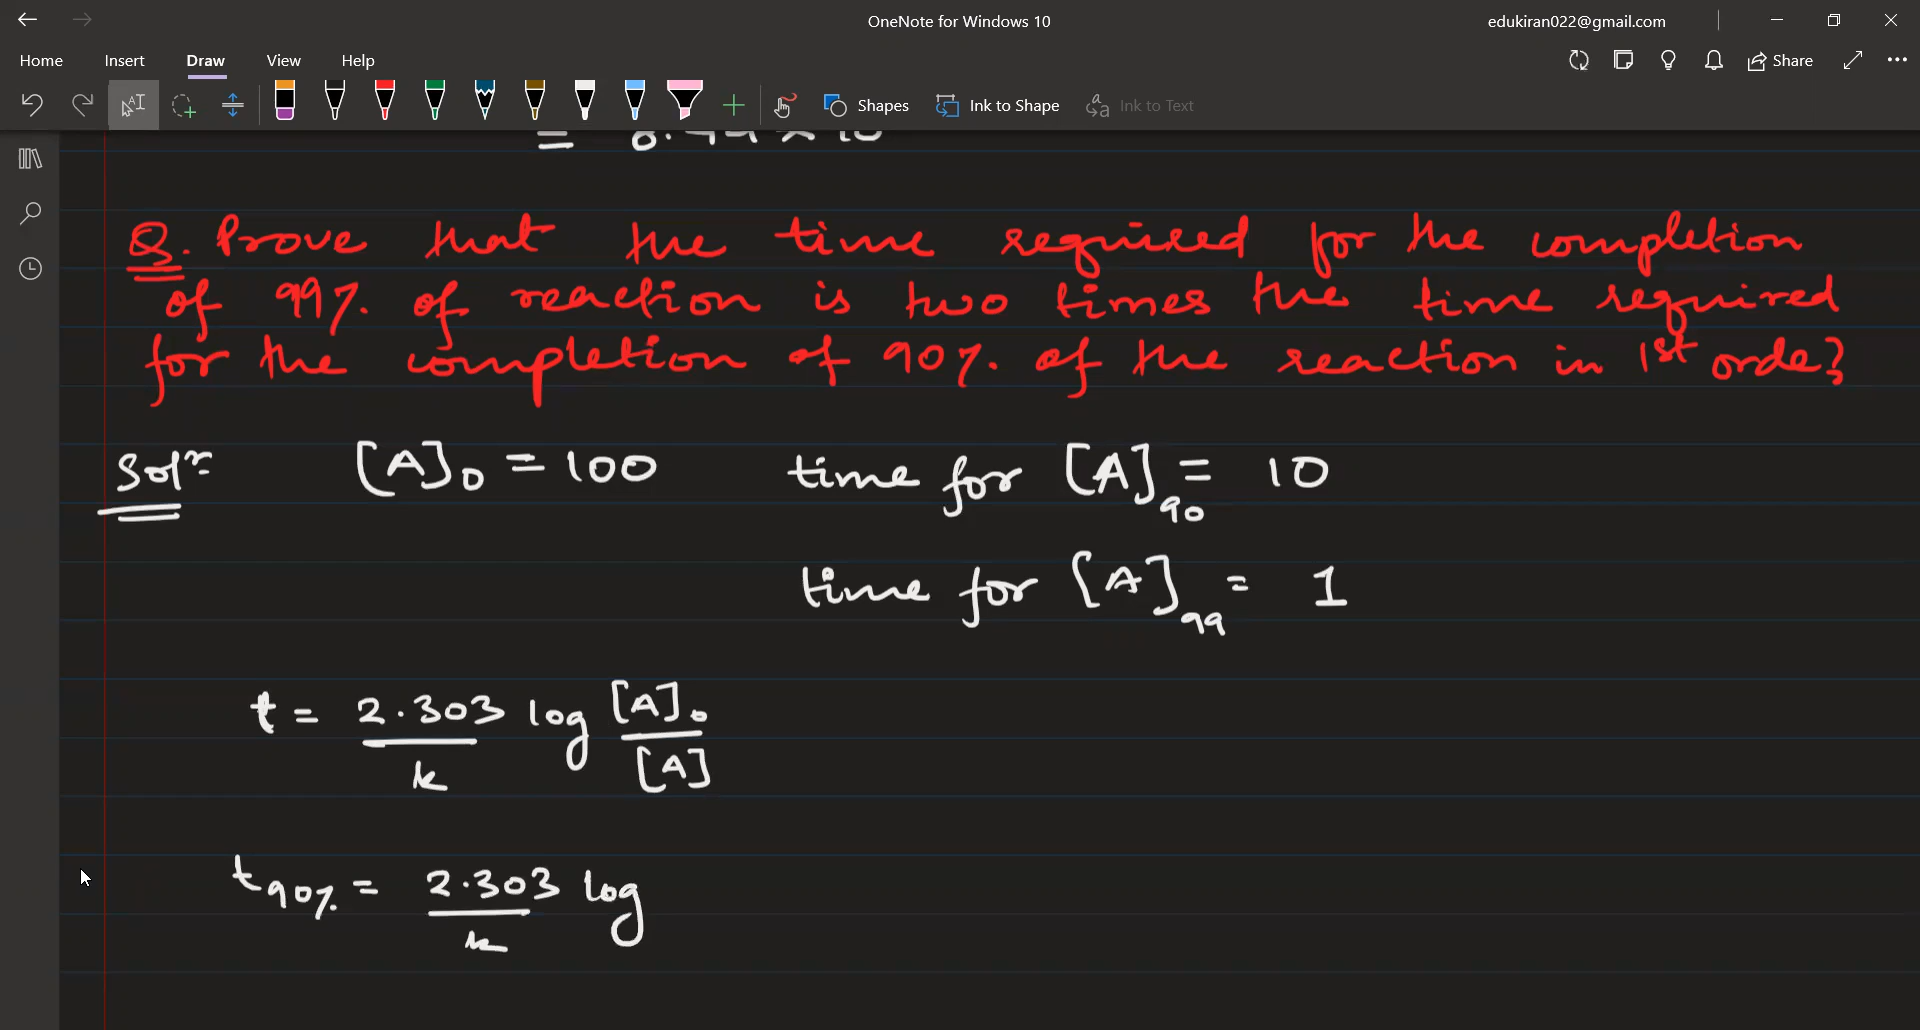 OneNote for Windows 10
edukiran022@gmail.com
Home Insert Draw View Help
Share
Shapes Ink to Shape Ink to Text
Q. Prove that the time required for the completion
of 99%. of reaction is two times the time required
for the completion of 90%. of the reaction in 1st orde?
Solⁿ [A]₀ = 100 time for [A]₉₀ = 10
time for [A]₉₉ = 1
t = 2.303/k log [A]₀/[A]
t₉₀% = 2.303/k log